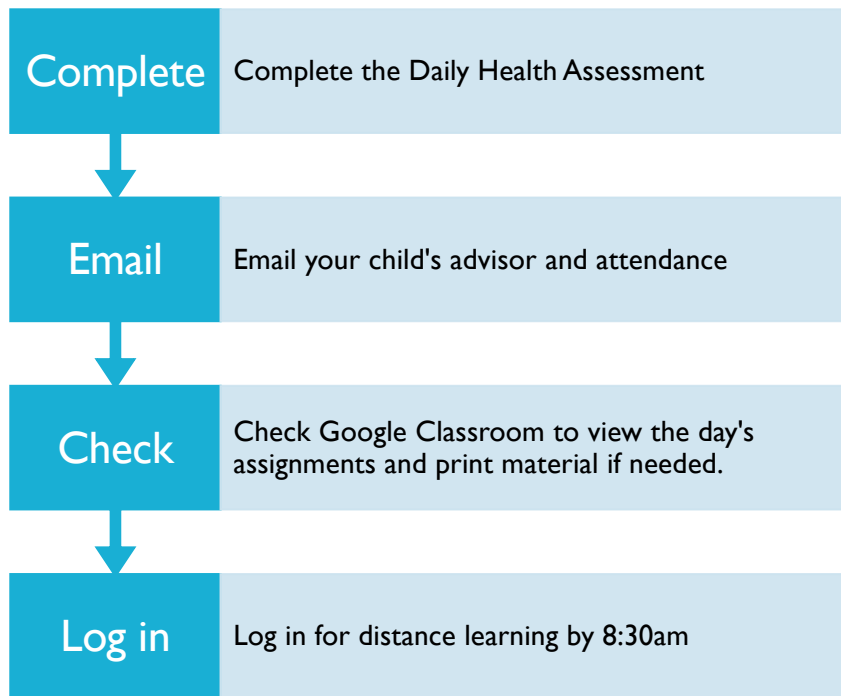 Complete
Complete the Daily Health Assessment
Email
Email your child's advisor and attendance
Check
Check Google Classroom to view the day's
assignments and print material if needed.
Log in
Log in for distance learning by 8:30am